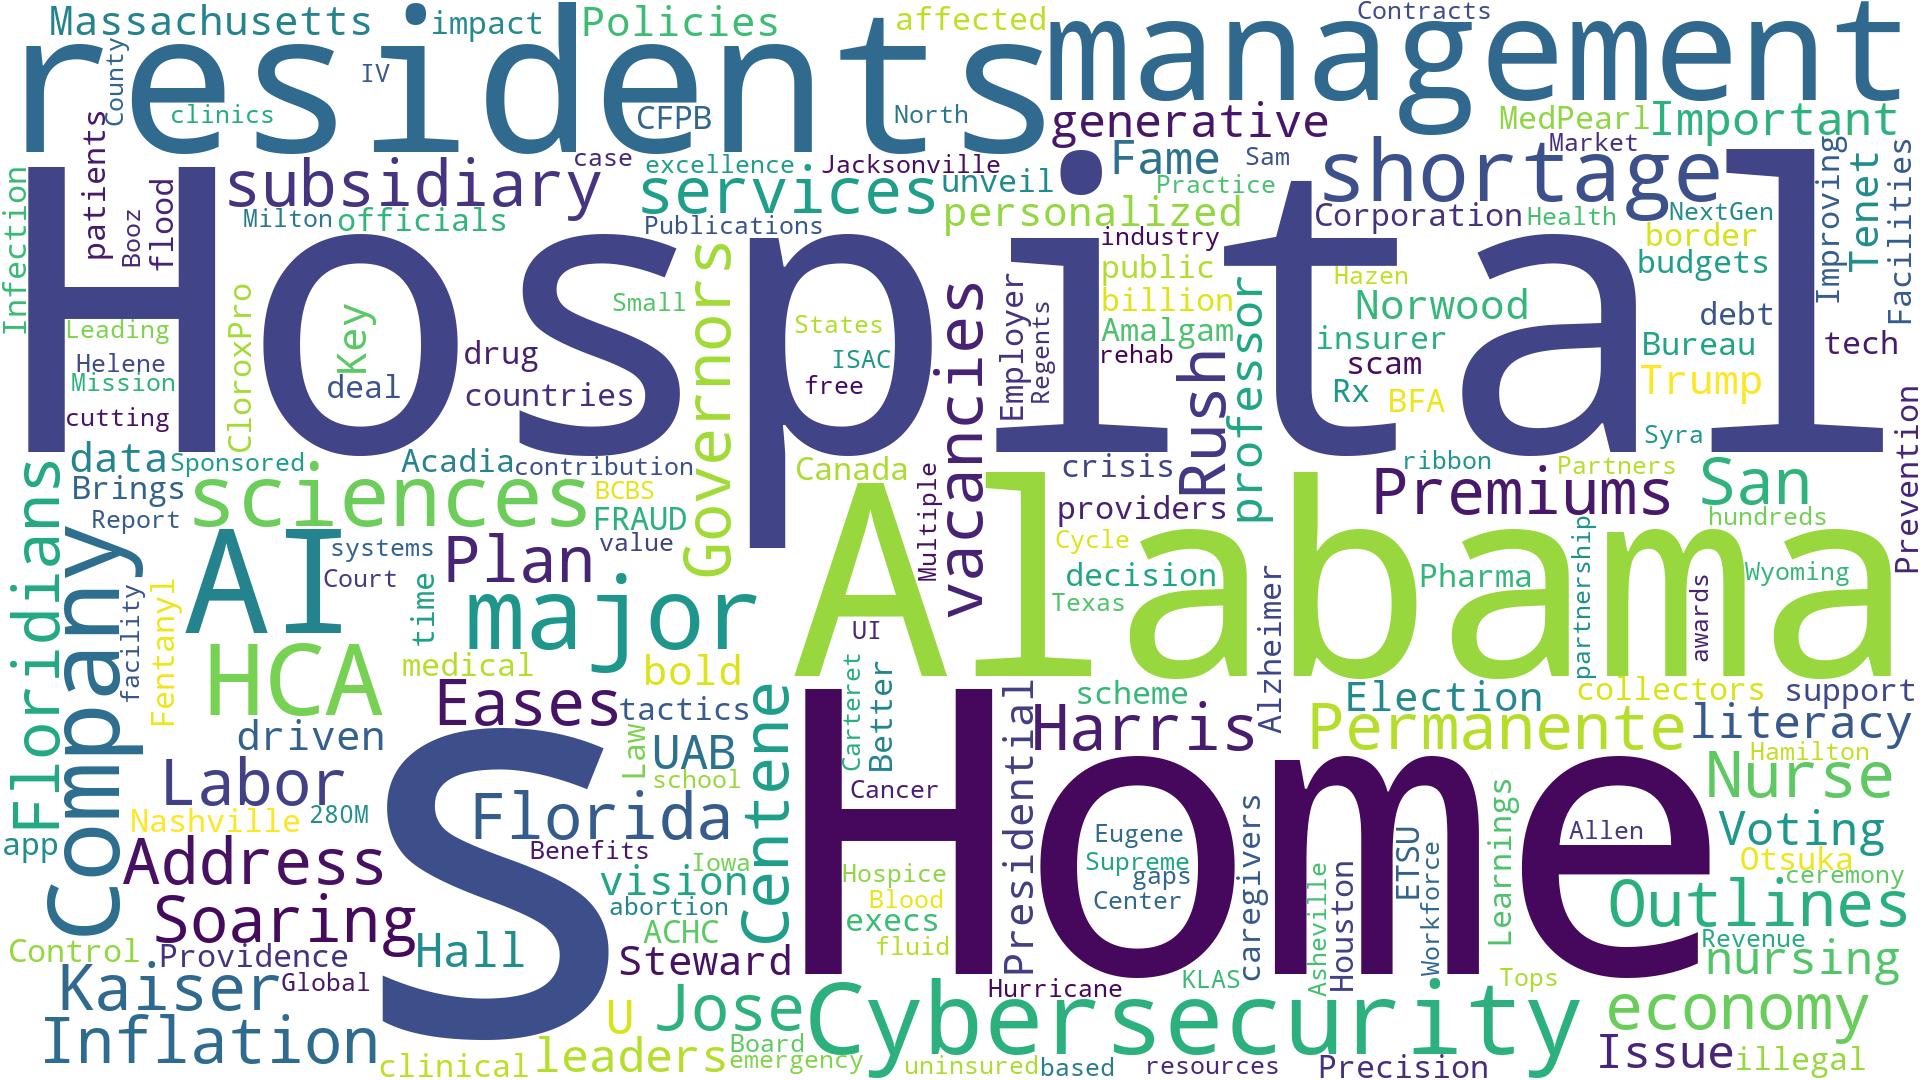 Massachusetts
impact
Policies
affected
Contracts
residents
management
County
IV
clinics
CFPB
North
generative
MedPearl
Important
patients
subsidiary
case
excellence
Jacksonville
services
unveil
Fame
Sam
Practice
shortage
Market
Improving
Tenet
Facilities
Infection
Booz
flood
Milton
officials
Publications
personalized
Corporation
Health
NextGen
border
budgets
Hospital
Governors
industry
public
billion
Amalgam
rehab
Employer
Regents
professor
Hazen
Norwood
insurer
scam
Rx
BFA
debt
Bureau
Trump
tech
Leading
Helene
Mission
cutting
CloroxPro
Key
deal
drug
countries
Small
States
ISAC
free
vacancies
Rush
Syra
Prevention
data
Sponsored
Acadia
contribution
Brings
Report
sciences
BCBS
FRAUD
value
Canada
Multiple
crisis
providers
Cycle
decision
Texas
ribbon
Partners
Premiums
San
hundreds
Pharma
partnership
Wyoming
awards
Floridians
Company
AI
systems
Court
Plan
major
time
facility
Fentanyl
HCA
medical
bold
Alabama
UI
Alzheimer
Eases
tactics
Centene
Carteret
Better
Presidential
scheme
Harris
Election
collectors
support
Permanente
literacy
Hamilton
driven
Law
UAB
school
Labor
Nashville
28OM
Florida
Benefits
Iowa
Cancer
Home
S
Nurse
Voting
Otsuka
ceremony
app
Address
vision
abortion
ACHC
Hospice
Blood
execs
fluid
Eugene
Supreme
gaps
Center
caregivers
Asheville
Houston
ETSU
Workforce
Learnings
Allen
Outlines
Revenue
nursing
Soaring
Control
Providence
Hall
Steward
Kaiser
Global
Hurricane
KLAS
Tops
Inflation
U
Jose
Cybersecurity
economy
clinical
leaders
Board
emergency
uninsured
based
resources
Precision
Issue
illegal